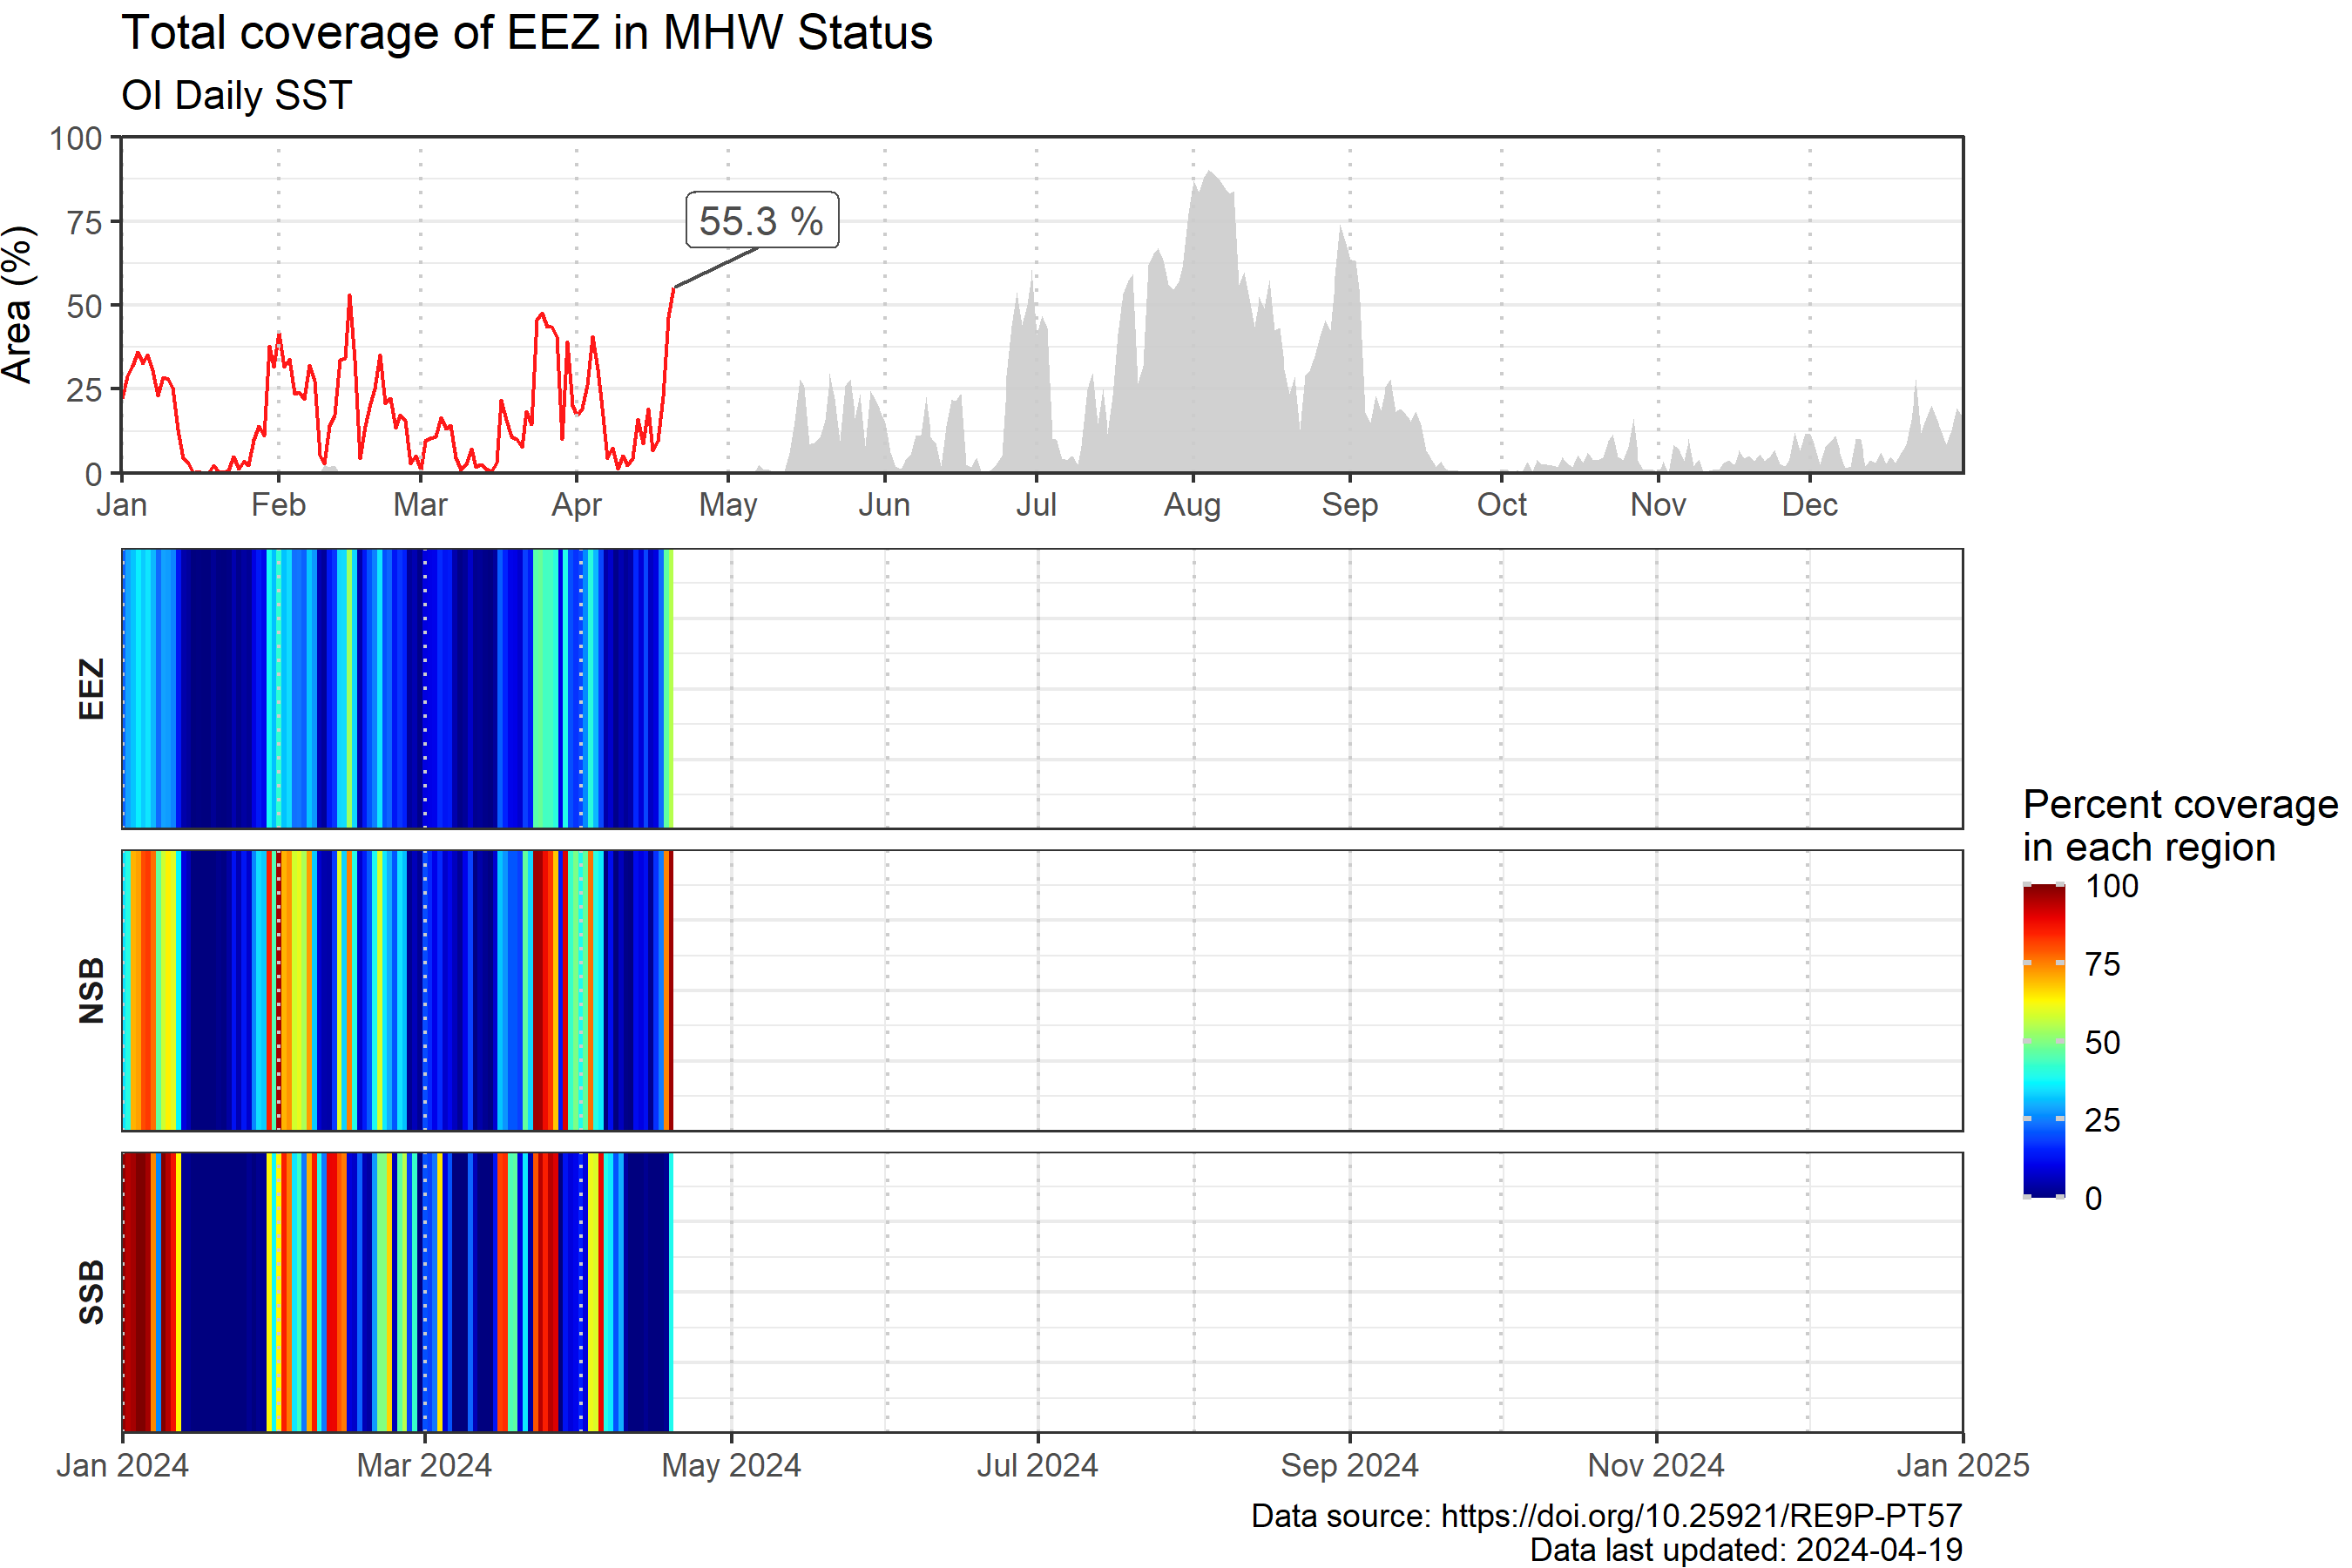 Total coverage of EEZ in MHW Status
OI Daily SST
Area (%)
100
75
50
25
0
55.3 %
Jan Feb Mar Apr May Jun Jul Aug Sep Oct Nov Dec
EEZ
NSB
SSB
Jan 2024 Mar 2024 May 2024 Jul 2024 Sep 2024 Nov 2024 Jan 2025
Percent coverage
in each region
100
75
50
25
0
Data source: https://doi.org/10.25921/RE9P-PT57
Data last updated: 2024-04-19